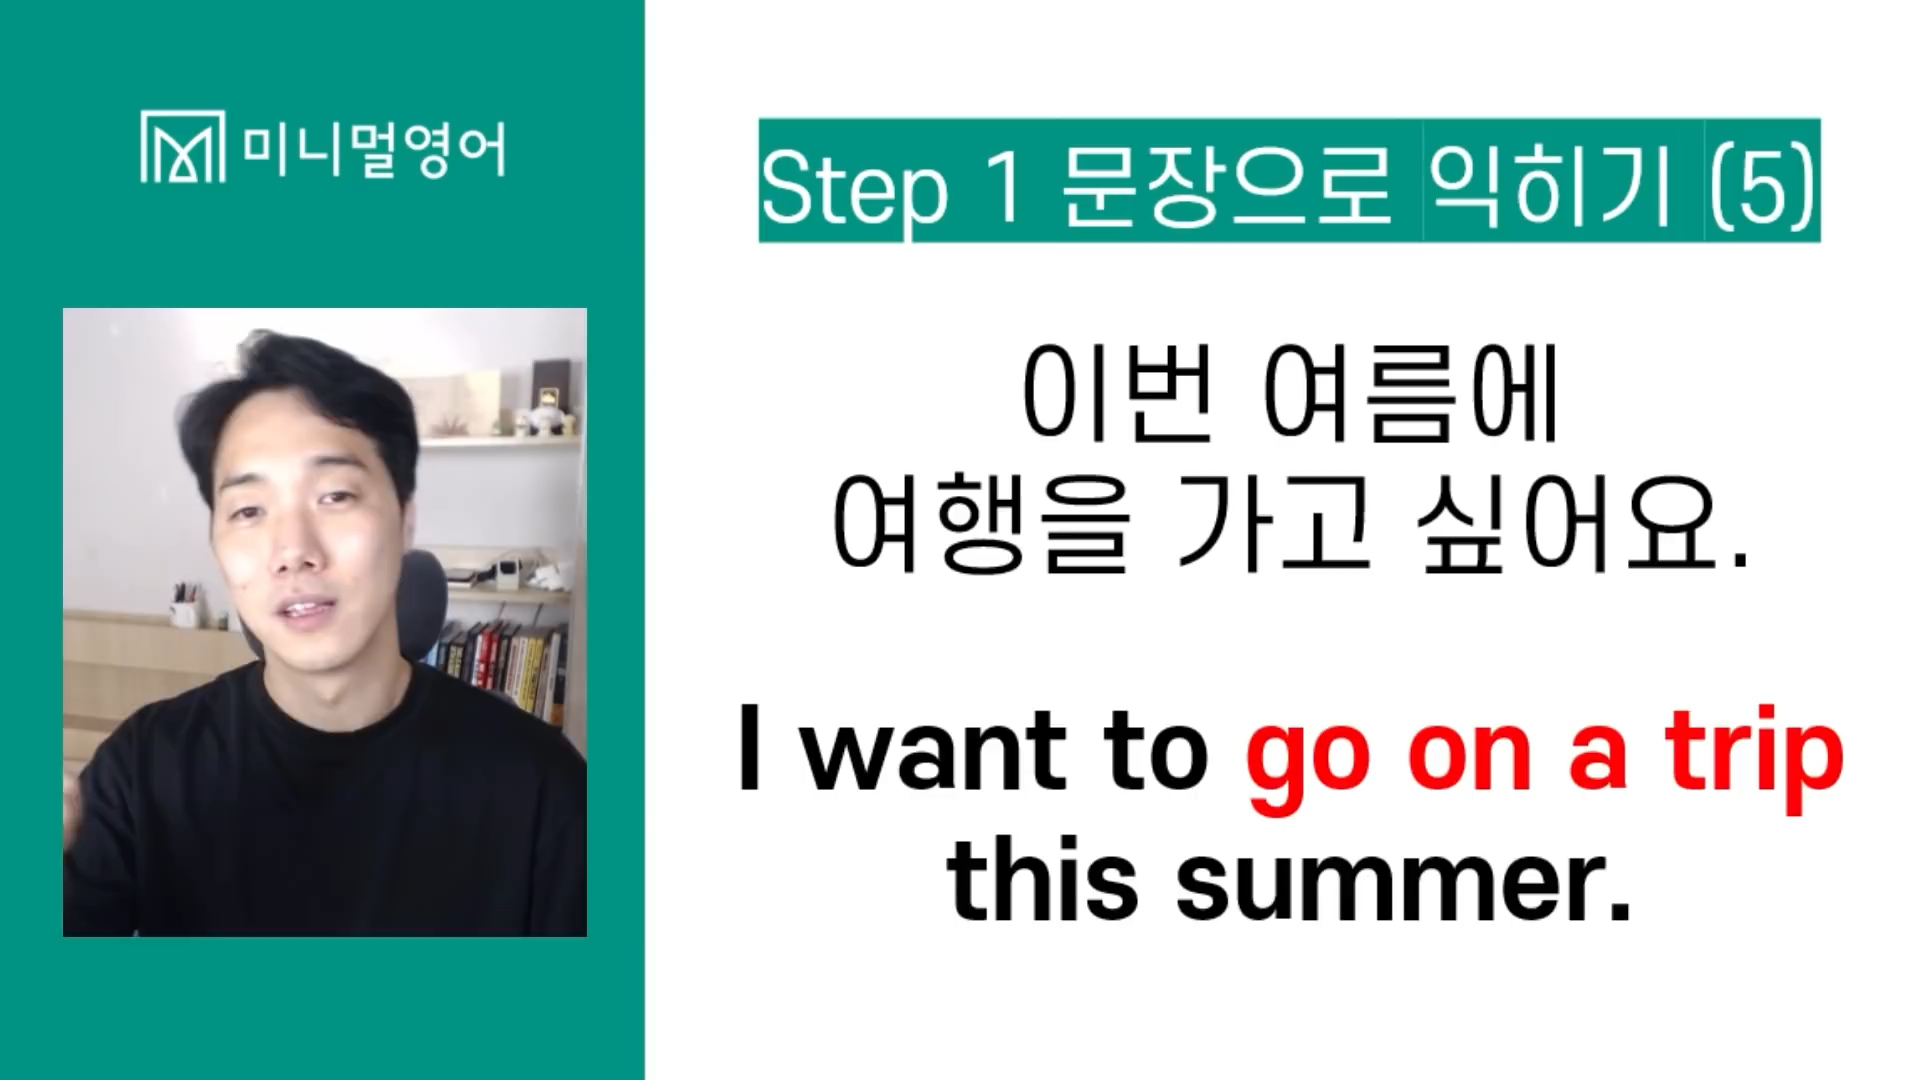 미니멀영어
Step 1 문장으로 익히기 (5)
이번 여름에
여행을 가고 싶어요.
I want to go on a trip
this summer.